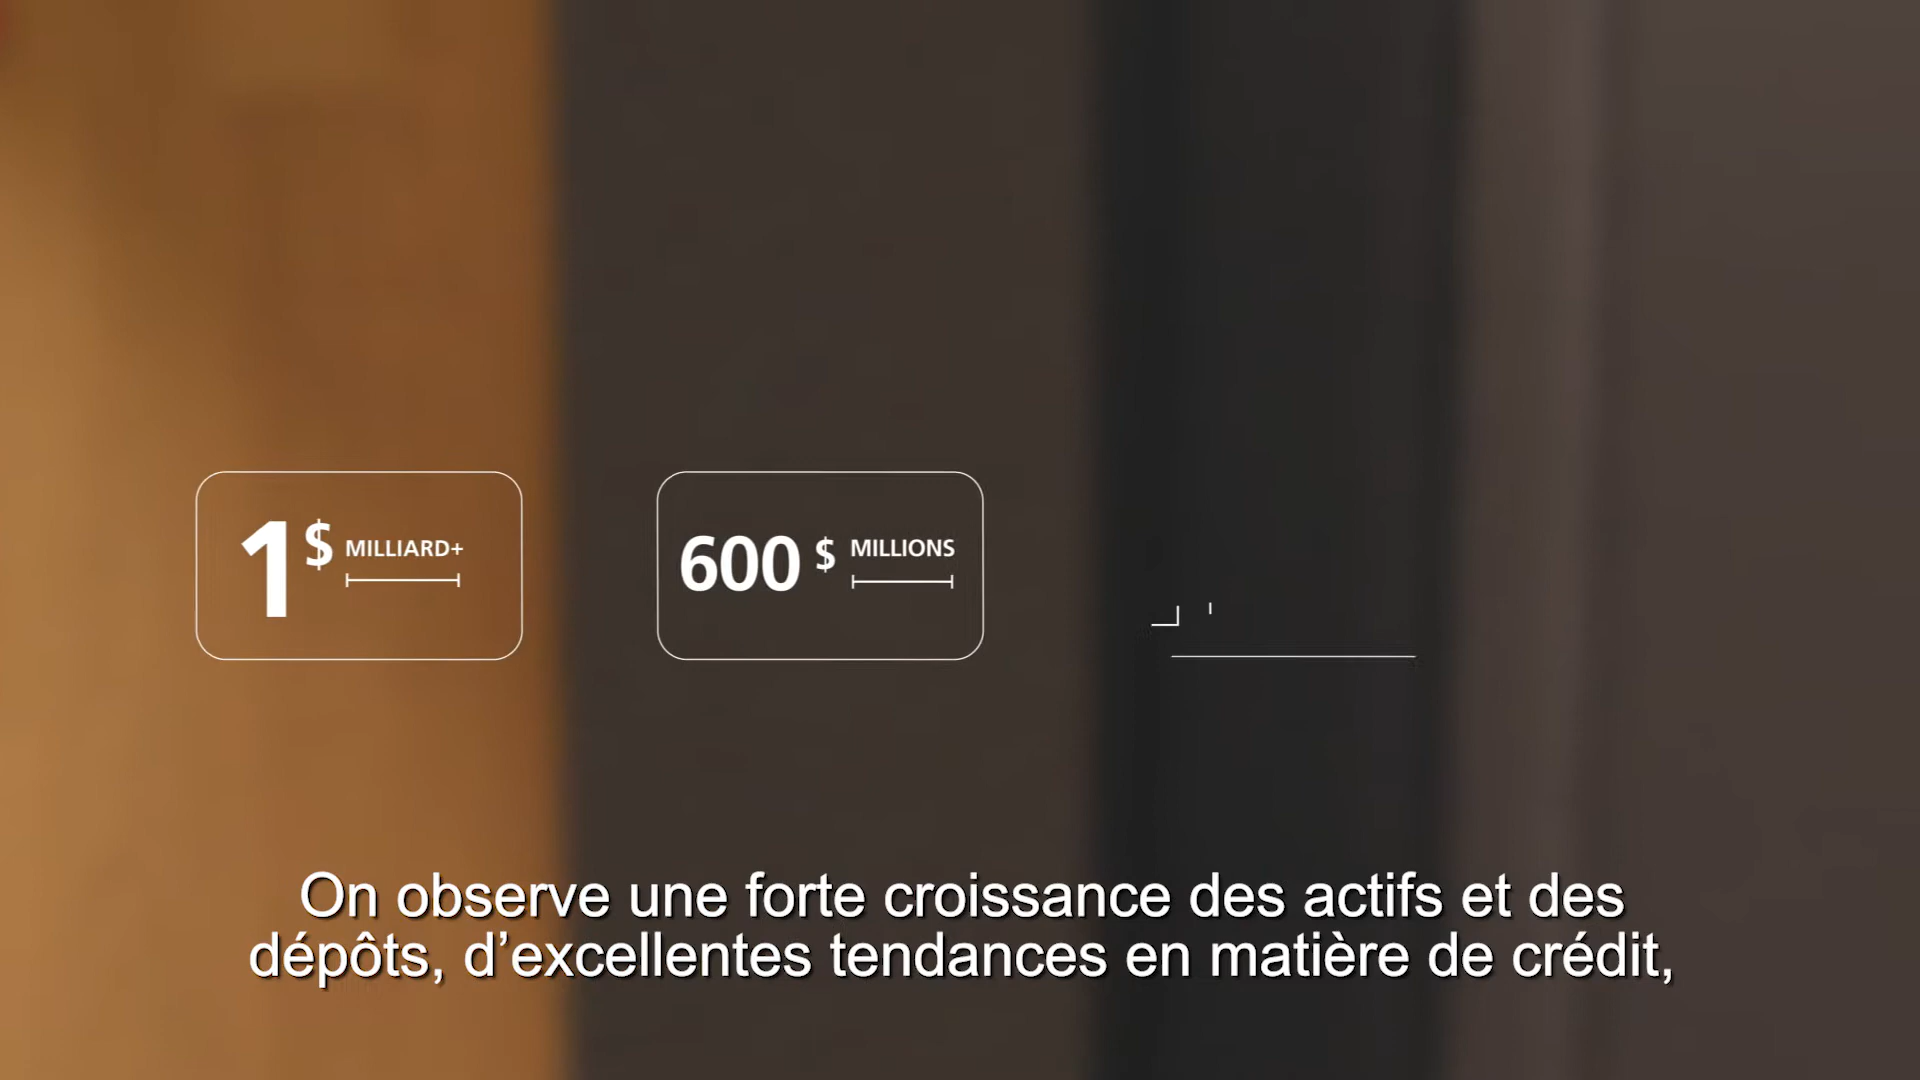 1$ MILLIARD+
600 $ MILLIONS
On observe une forte croissance des actifs et des
dépôts, d’excellentes tendances en matière de crédit,